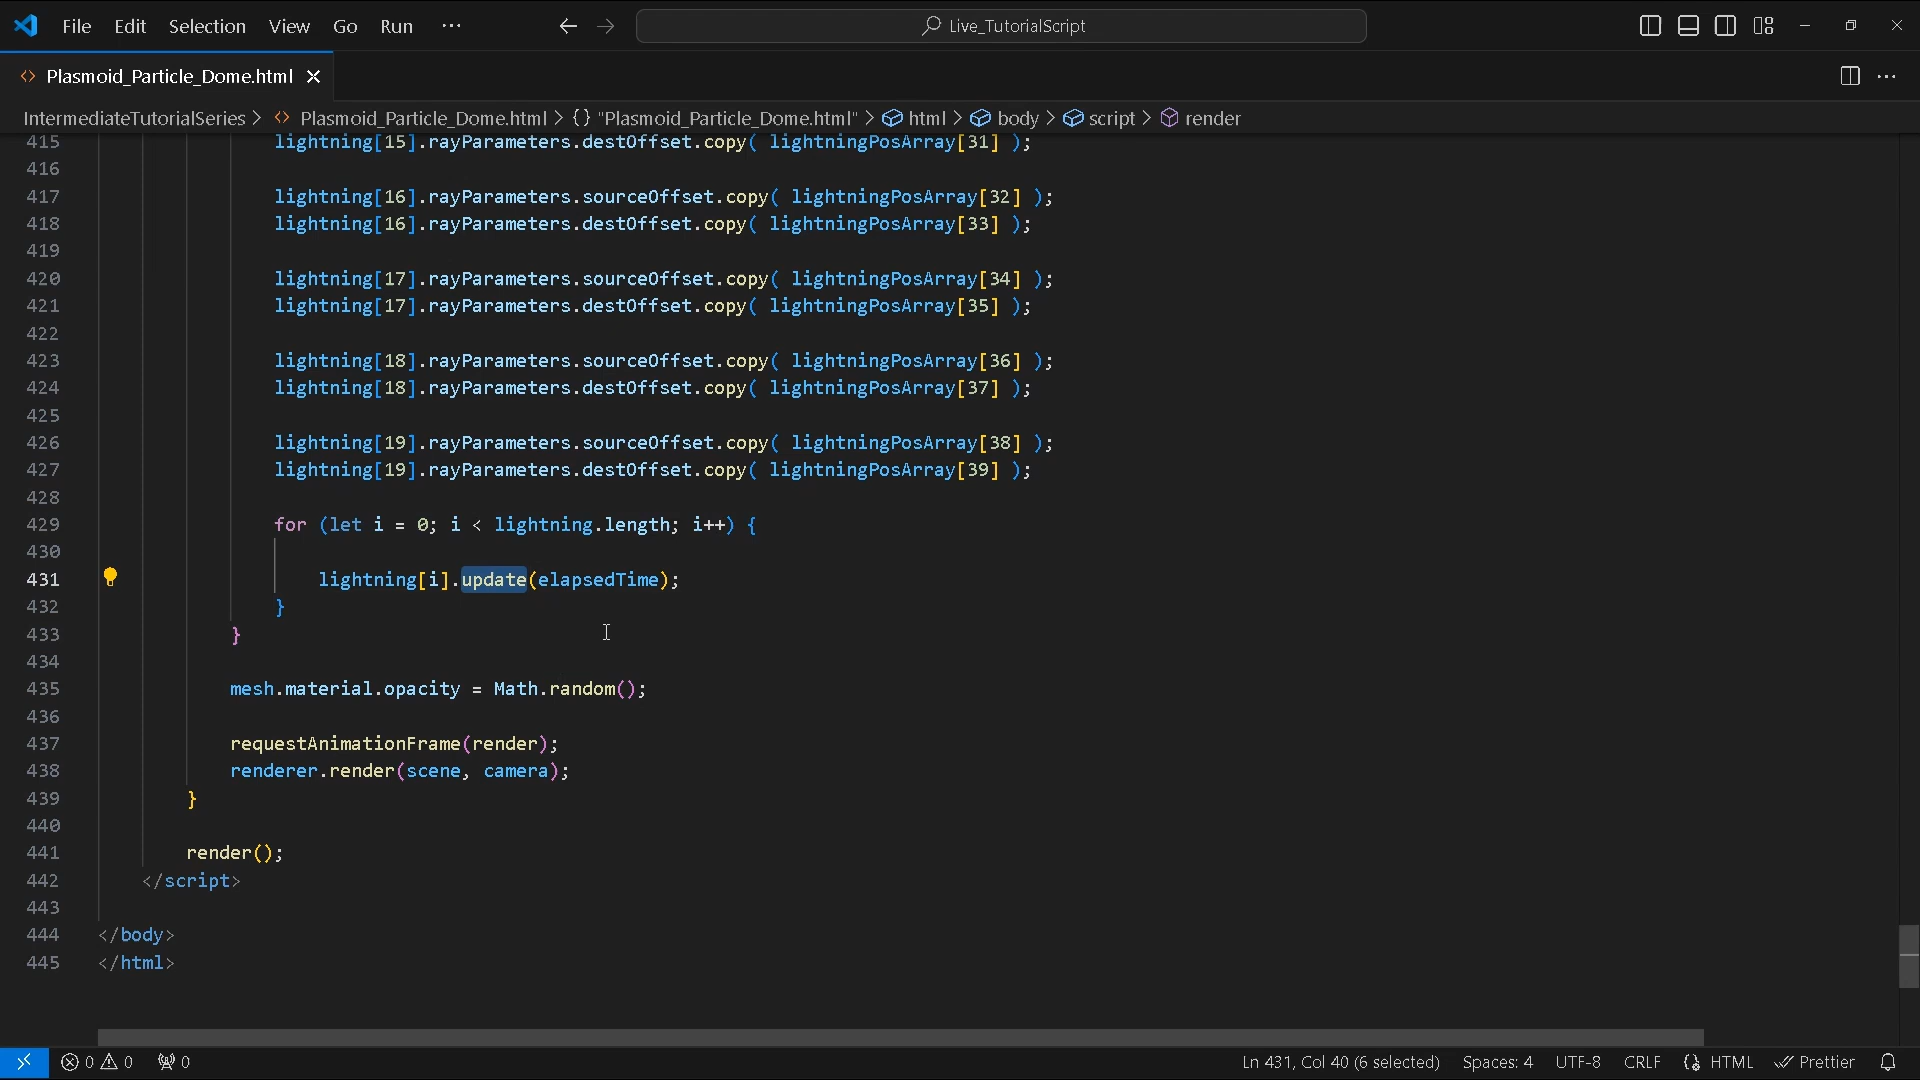 File Edit Selection View Go Run ··· Live_TutorialScript
Plasmoid_Particle_Dome.html
IntermediateTutorialSeries > Plasmoid_Particle_Dome.html > {} "Plasmoid_Particle_Dome.html" > html > body > script > render
415 lightning[15].rayParameters.destOffset.copy( lightningPosArray[31] );
416
417 lightning[16].rayParameters.sourceOffset.copy( lightningPosArray[32] );
418 lightning[16].rayParameters.destOffset.copy( lightningPosArray[33] );
419
420 lightning[17].rayParameters.sourceOffset.copy( lightningPosArray[34] );
421 lightning[17].rayParameters.destOffset.copy( lightningPosArray[35] );
422
423 lightning[18].rayParameters.sourceOffset.copy( lightningPosArray[36] );
424 lightning[18].rayParameters.destOffset.copy( lightningPosArray[37] );
425
426 lightning[19].rayParameters.sourceOffset.copy( lightningPosArray[38] );
427 lightning[19].rayParameters.destOffset.copy( lightningPosArray[39] );
428
429 for (let i = 0; i < lightning.length; i++) {
430
431 lightning[i].update(elapsedTime);
432 }
433 }
434
435 mesh.material.opacity = Math.random();
436
437 requestAnimationFrame(render);
438 renderer.render(scene, camera);
439 }
440
441 render();
442 </script>
443
444 </body>
445 </html>
0 0 0 Ln 431, Col 40 (6 selected) Spaces: 4 UTF-8 CRLF HTML Prettier